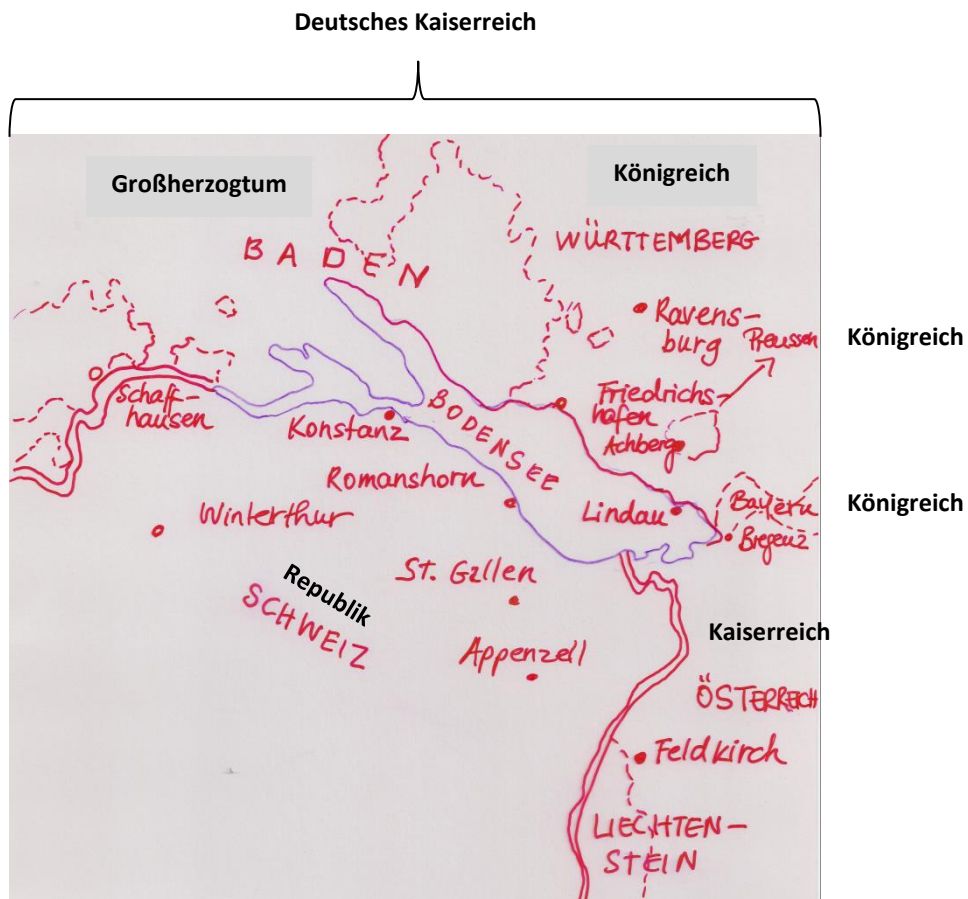 Deutsches Kaiserreich
Großherzogtum
Königreich
BADEN
WÜRTTEMBERG
Ravens-
burg
Preussen
Königreich
Friedrichs-
hafen
Achberg
Schaff-
hausen
Konstanz
BODENSEE
Romanshorn
Winterthur
Lindau
Bayern
Königreich
Bregenz
St. Gallen
Republik
SCHWEIZ
Appenzell
Kaiserreich
ÖSTERREICH
Feldkirch
LIECHTEN-
STEIN